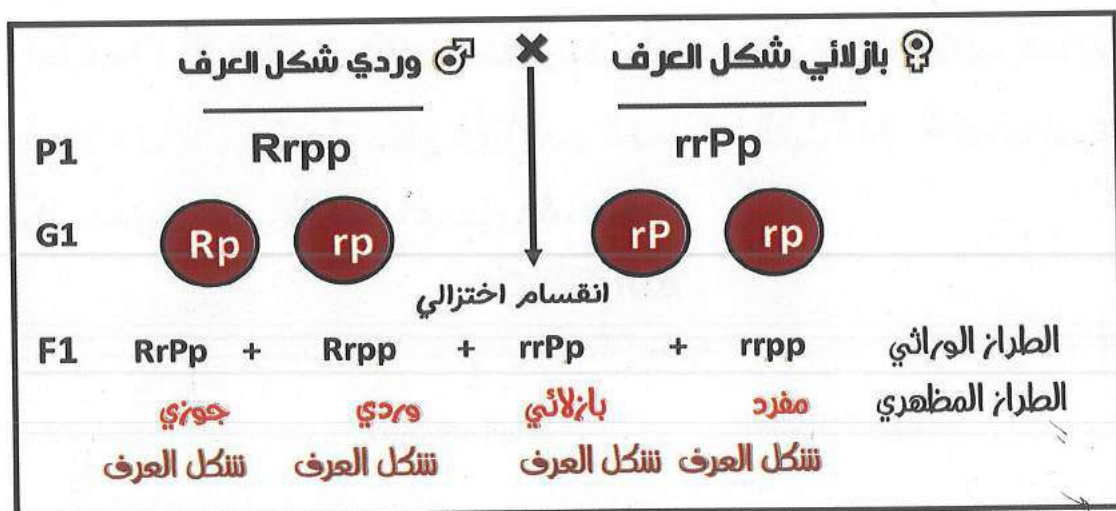 ♀ بازلائي شكل العرف × ♂ وردي شكل العرف
P1 Rrpp rrPp
G1 Rp rp rP rp
انقسام اختزالي
F1 RrPp + Rrpp + rrPp + rrpp الطراز الوراثي
جوزي وردي بازلائي مفرد الطراز المظهري
شكل العرف شكل العرف شكل العرف شكل العرف